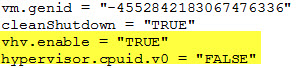 vm.genid = "-4552842183067476336"
cleanShutdown = "TRUE"
vhv.enable = "TRUE"
hypervisor.cpuid.v0 = "FALSE"